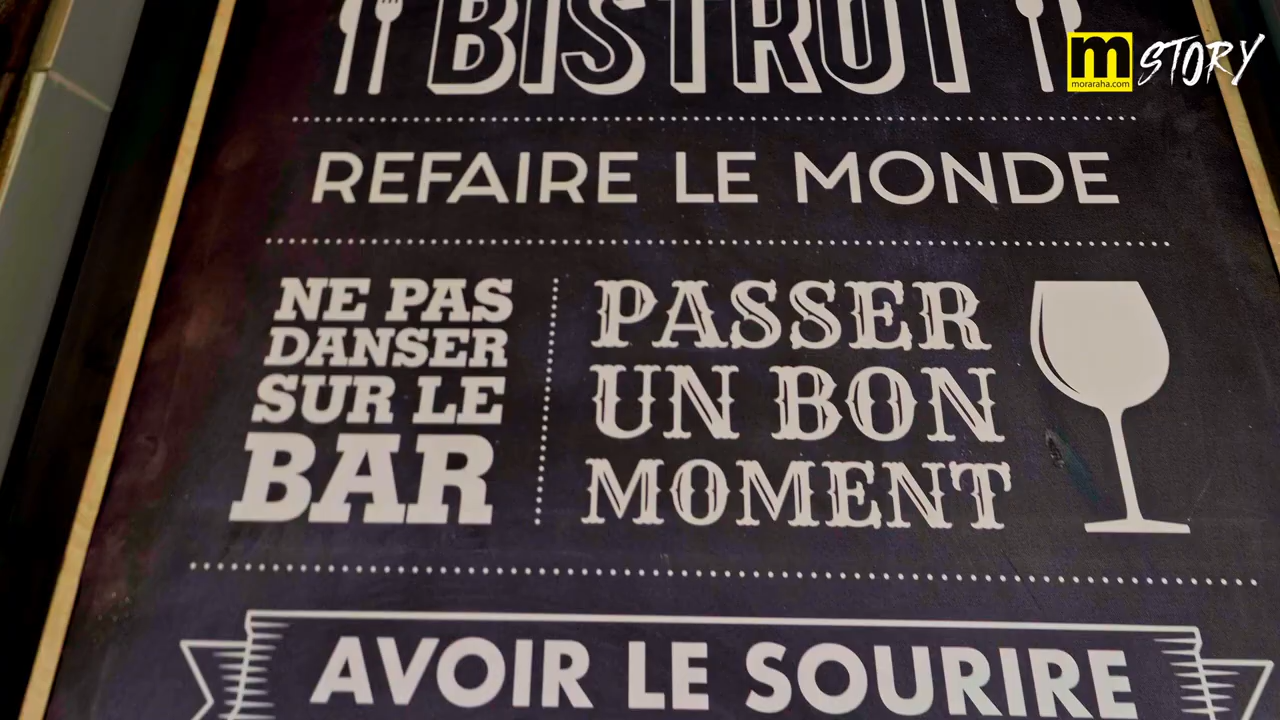 BISTROT
m STORY
moraraha.com
REFAIRE LE MONDE
NE PAS
DANSER
SUR LE
BAR
PASSER
UN BON
MOMENT
AVOIR LE SOURIRE